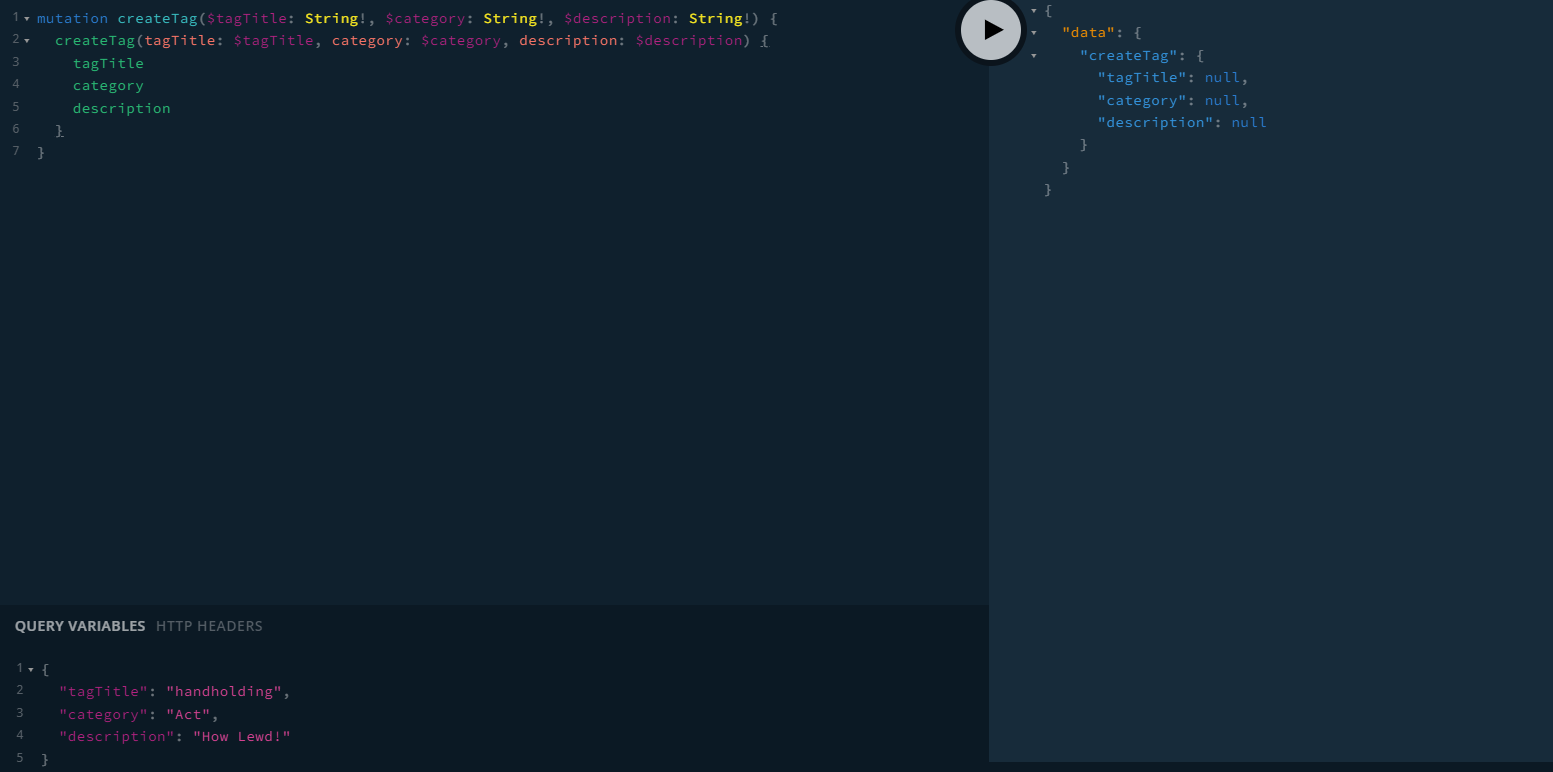 1 mutation createTag($tagTitle: String!, $category: String!, $description: String!) {
2 createTag(tagTitle: $tagTitle, category: $category, description: $description) {
3 tagTitle
4 category
5 description
6 }
7 }
{
"data": {
"createTag": {
"tagTitle": null,
"category": null,
"description": null
}
}
}
QUERY VARIABLES HTTP HEADERS
1 {
2 "tagTitle": "handholding",
3 "category": "Act",
4 "description": "How Lewd!"
5 }